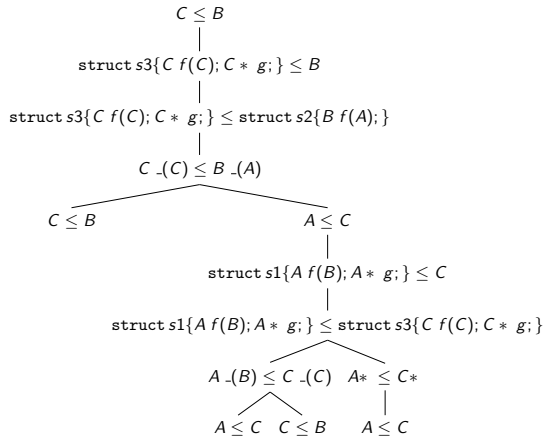 C ≤ B
struct s3{C f(C); C * g; } ≤ B
struct s3{C f(C); C * g; } ≤ struct s2{B f(A); }
C _(C) ≤ B _(A)
C ≤ B A ≤ C
struct s1{A f(B); A * g; } ≤ C
struct s1{A f(B); A * g; } ≤ struct s3{C f(C); C * g; }
A _(B) ≤ C _(C) A* ≤ C*
A ≤ C C ≤ B A ≤ C